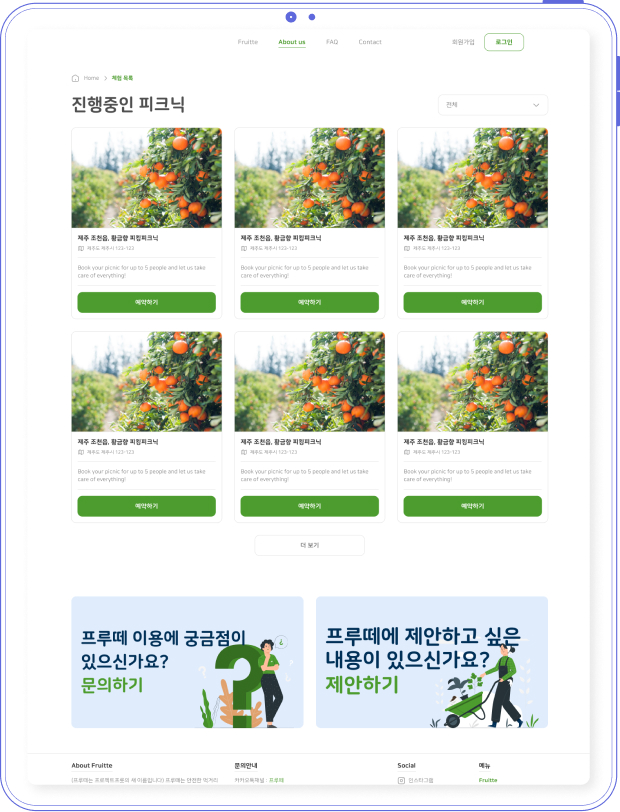 Fruitte About us FAQ Contact 회원가입 로그인
Home > 체험 목록
진행중인 피크닉 전체
제주 조천읍, 황금향 피킹피크닉 제주 조천읍, 황금향 피킹피크닉 제주 조천읍, 황금향 피킹피크닉
제주도 제주시 123-123 제주도 제주시 123-123 제주도 제주시 123-123
Book your picnic for up to 5 people and let us take Book your picnic for up to 5 people and let us take Book your picnic for up to 5 people and let us take
care of everything! care of everything! care of everything!
예약하기 예약하기 예약하기
제주 조천읍, 황금향 피킹피크닉 제주 조천읍, 황금향 피킹피크닉 제주 조천읍, 황금향 피킹피크닉
제주도 제주시 123-123 제주도 제주시 123-123 제주도 제주시 123-123
Book your picnic for up to 5 people and let us take Book your picnic for up to 5 people and let us take Book your picnic for up to 5 people and let us take
care of everything! care of everything! care of everything!
예약하기 예약하기 예약하기
더 보기
프루떼 이용에 궁금점이
있으신가요?
문의하기
프루떼에 제안하고 싶은
내용이 있으신가요?
제안하기
About Fruitte 문의안내 Social 메뉴
카카오톡채널 : 프루떼 인스타그램 Fruitte